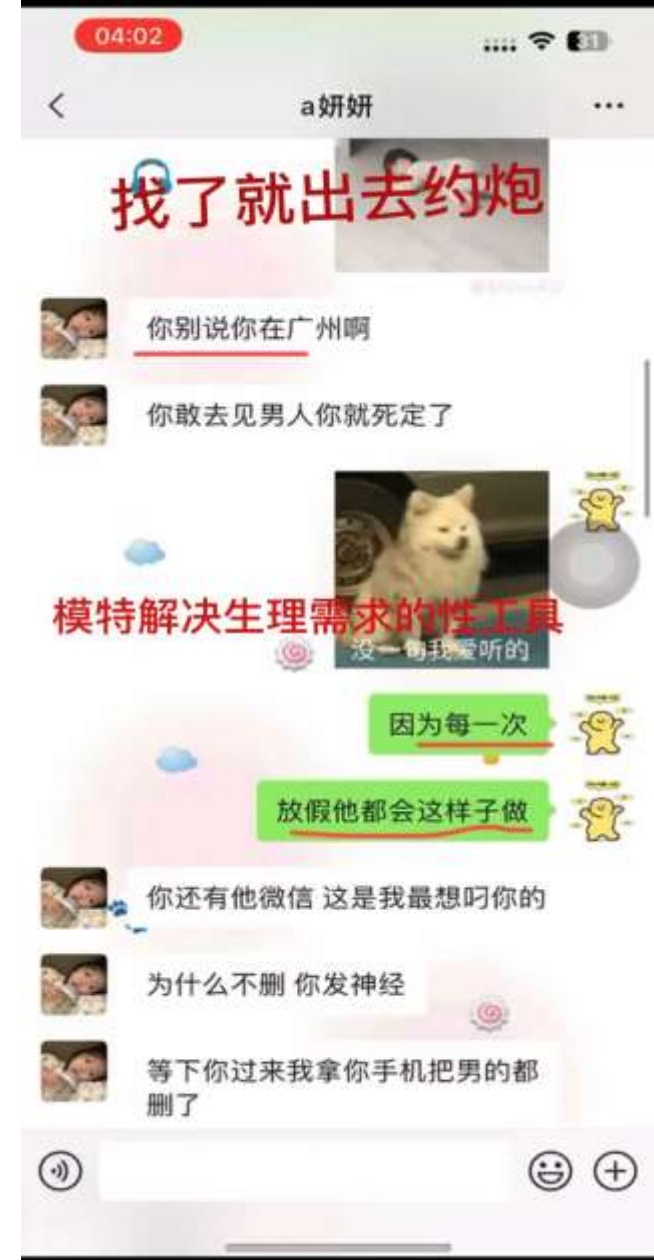 04:02
31
a妍妍
找了就出去约炮
你别说你在广州啊
你敢去见男人你就死定了
模特解决生理需求的性工具
没一句我爱听的
因为每一次
放假他都会这样子做
你还有他微信 这是我最想叼你的
为什么不删 你发神经
等下你过来我拿你手机把男的都
删了